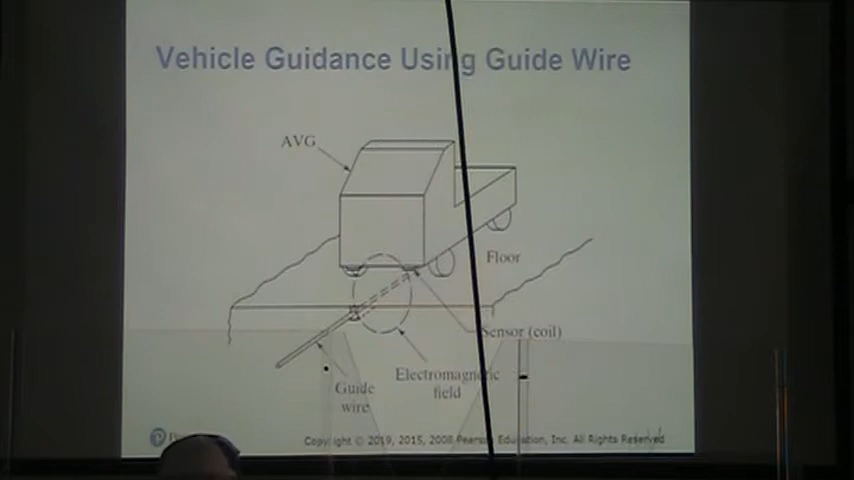 Vehicle Guidance Using Guide Wire
AVG
Floor
Sensor (coil)
Electromagnetic
field
Guide
wire
Copyright © 2019, 2015, 2008 Pearson Education, Inc. All Rights Reserved